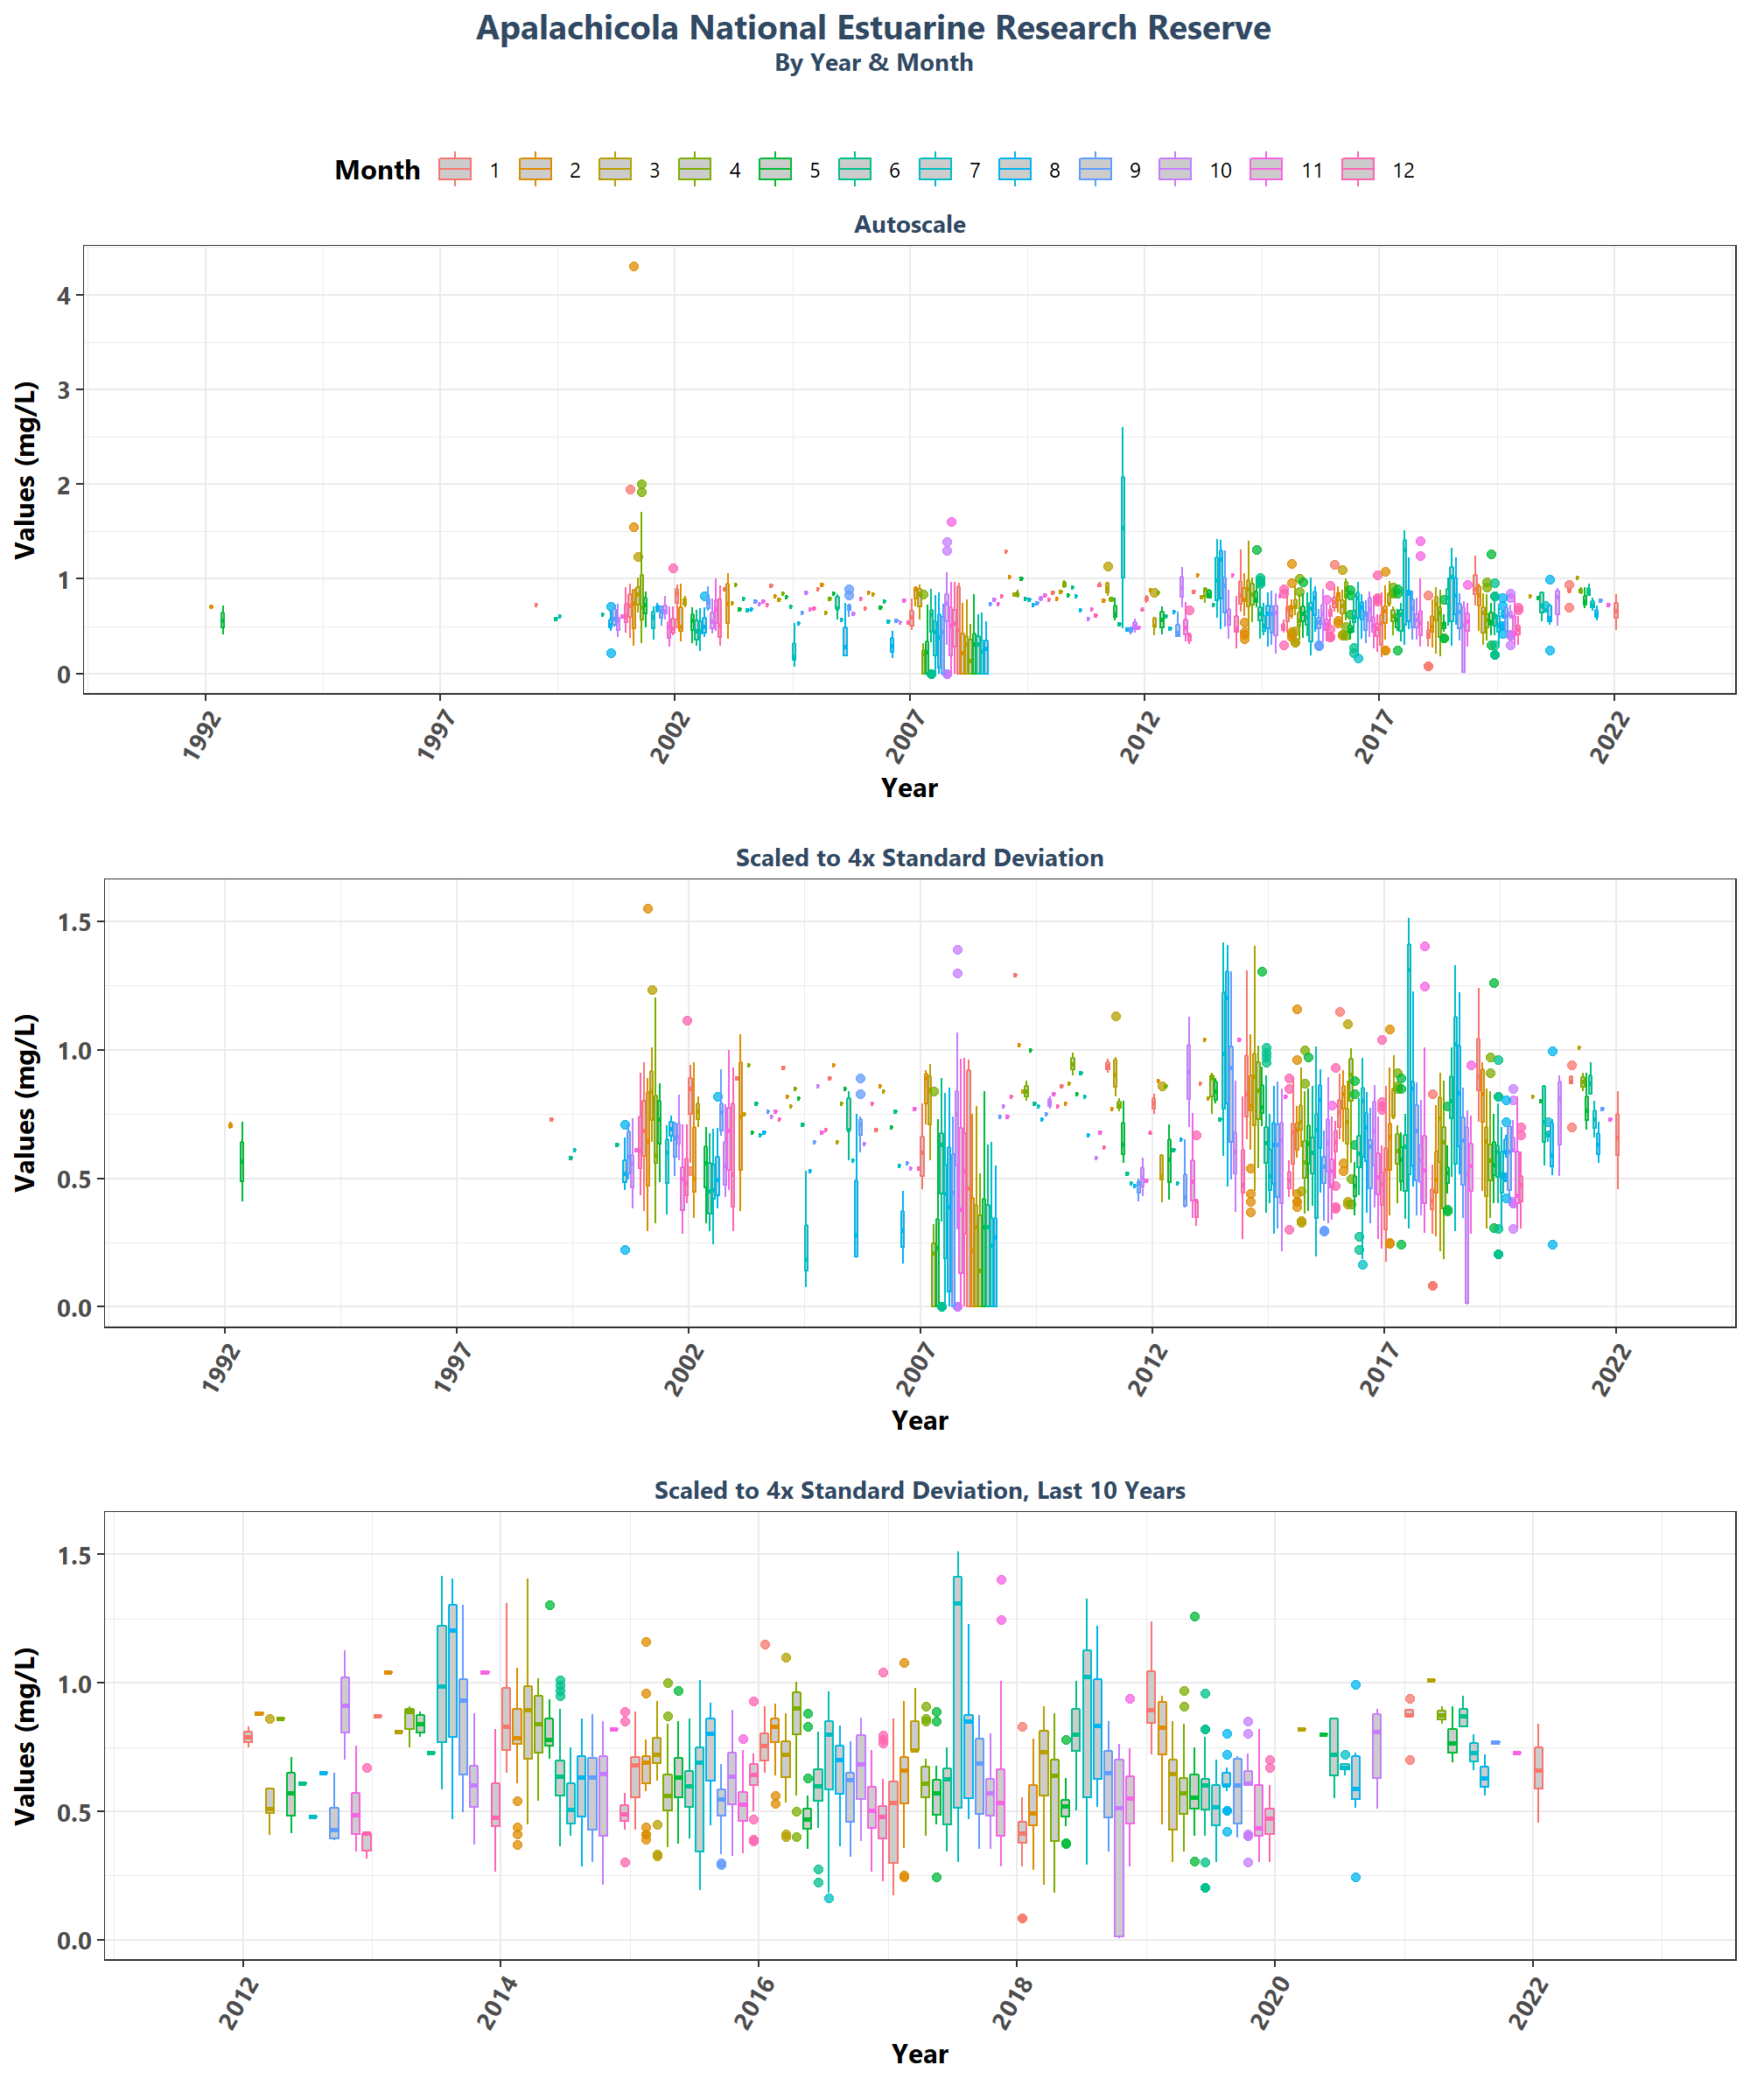 Apalachicola National Estuarine Research Reserve
By Year & Month
Month 1 2 3 4 5 6 7 8 9 10 11 12
Autoscale
Values (mg/L)
4
3
2
1
0
1992 1997 2002 2007 2012 2017 2022
Year
Scaled to 4x Standard Deviation
Values (mg/L)
1.5
1.0
0.5
0.0
1992 1997 2002 2007 2012 2017 2022
Year
Scaled to 4x Standard Deviation, Last 10 Years
Values (mg/L)
1.5
1.0
0.5
0.0
2012 2014 2016 2018 2020 2022
Year